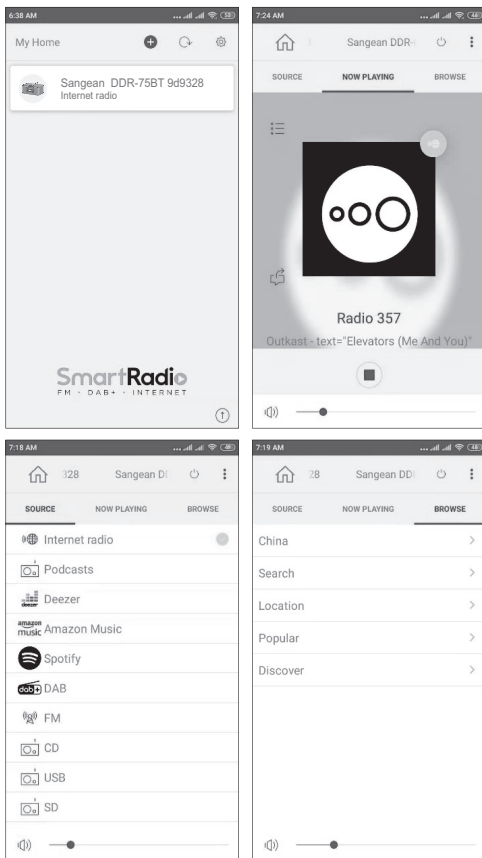 6:38 AM
My Home
Sangean DDR-75BT 9d9328
Internet radio
SmartRadio
FM · DAB+ · INTERNET
7:24 AM
Sangean DDR-
SOURCE NOW PLAYING BROWSE
Radio 357
Outkast - text="Elevators (Me And You)"
7:18 AM
328 Sangean D
SOURCE NOW PLAYING BROWSE
Internet radio
Podcasts
deezer Deezer
amazon music Amazon Music
Spotify
dab+ DAB
FM
CD
USB
SD
7:19 AM
28 Sangean DD
SOURCE NOW PLAYING BROWSE
China
Search
Location
Popular
Discover